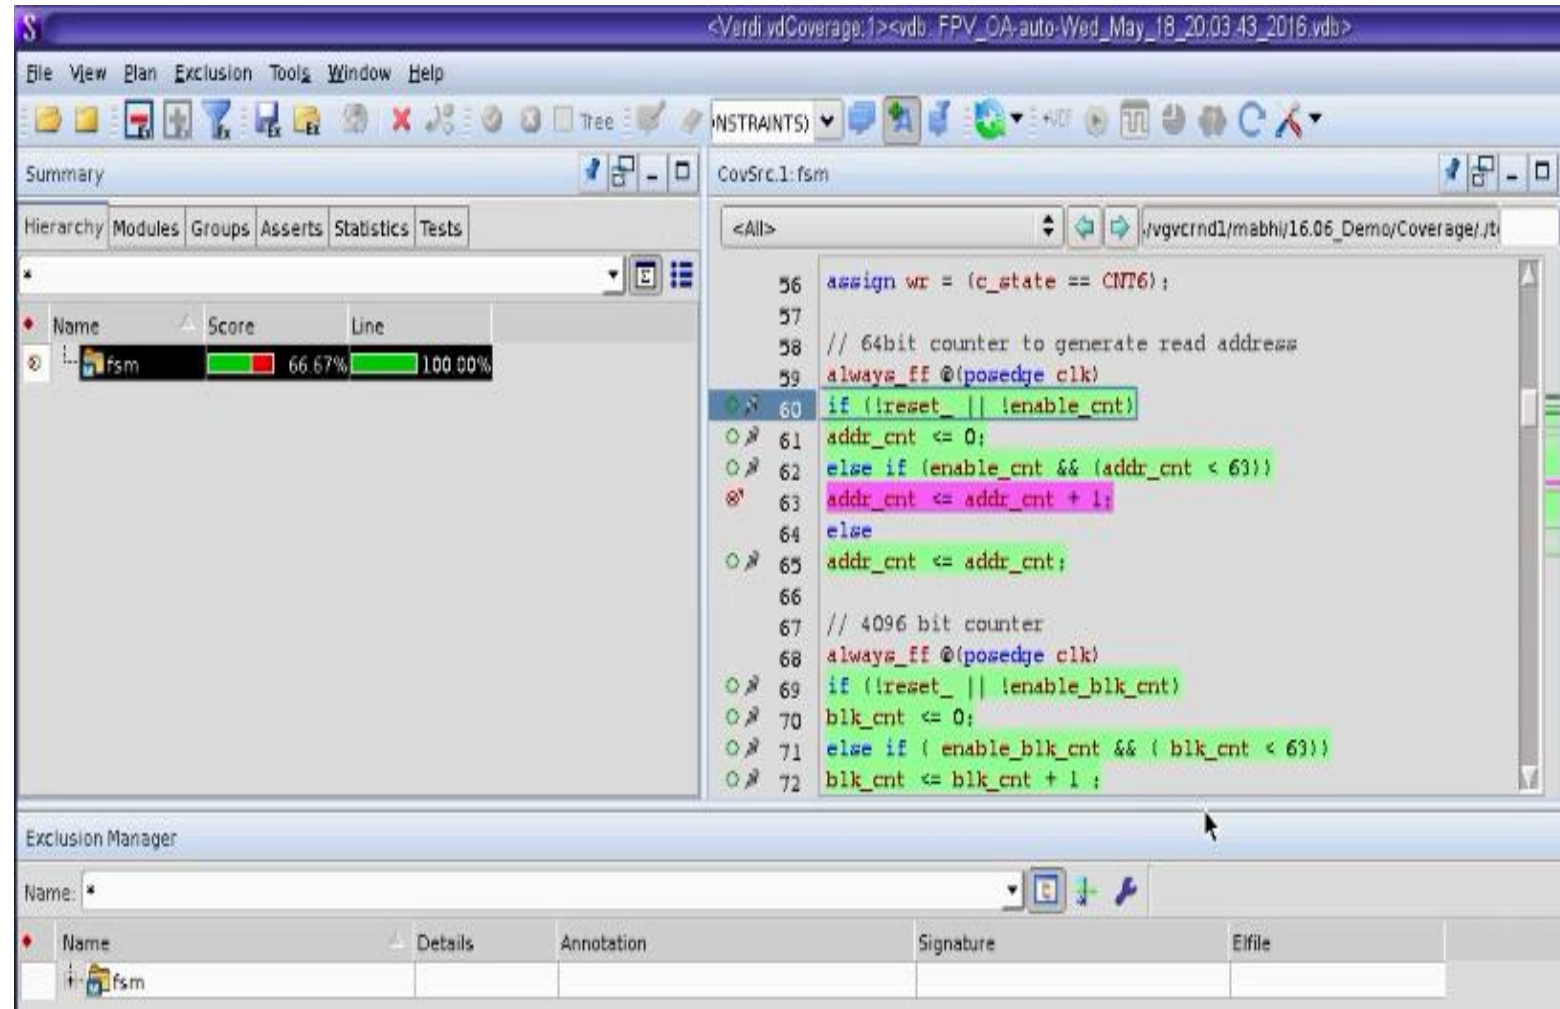 <Verdi.vdCoverage:1><vdb: FPV_OA-auto-Wed_May_18_20:03:43_2016.vdb>
File View Plan Exclusion Tools Window Help
Tree
NSTRAINTS)
Summary
Hierarchy Modules Groups Asserts Statistics Tests
*
Name Score Line
fsm 66.67% 100.00%
CovSrc.1: fsm
<All>
/vgvcrnd1/mabhi/16.06_Demo/Coverage/./t
56 assign wr = (c_state == CNT6);
57
58 // 64bit counter to generate read address
59 always_ff @(posedge clk)
60 if (!reset_ || !enable_cnt)
61 addr_cnt <= 0;
62 else if (enable_cnt && (addr_cnt < 63))
63 addr_cnt <= addr_cnt + 1;
64 else
65 addr_cnt <= addr_cnt;
66
67 // 4096 bit counter
68 always_ff @(posedge clk)
69 if (!reset_ || !enable_blk_cnt)
70 blk_cnt <= 0;
71 else if ( enable_blk_cnt && ( blk_cnt < 63))
72 blk_cnt <= blk_cnt + 1 ;
Exclusion Manager
Name: *
Name Details Annotation Signature Elfile
fsm